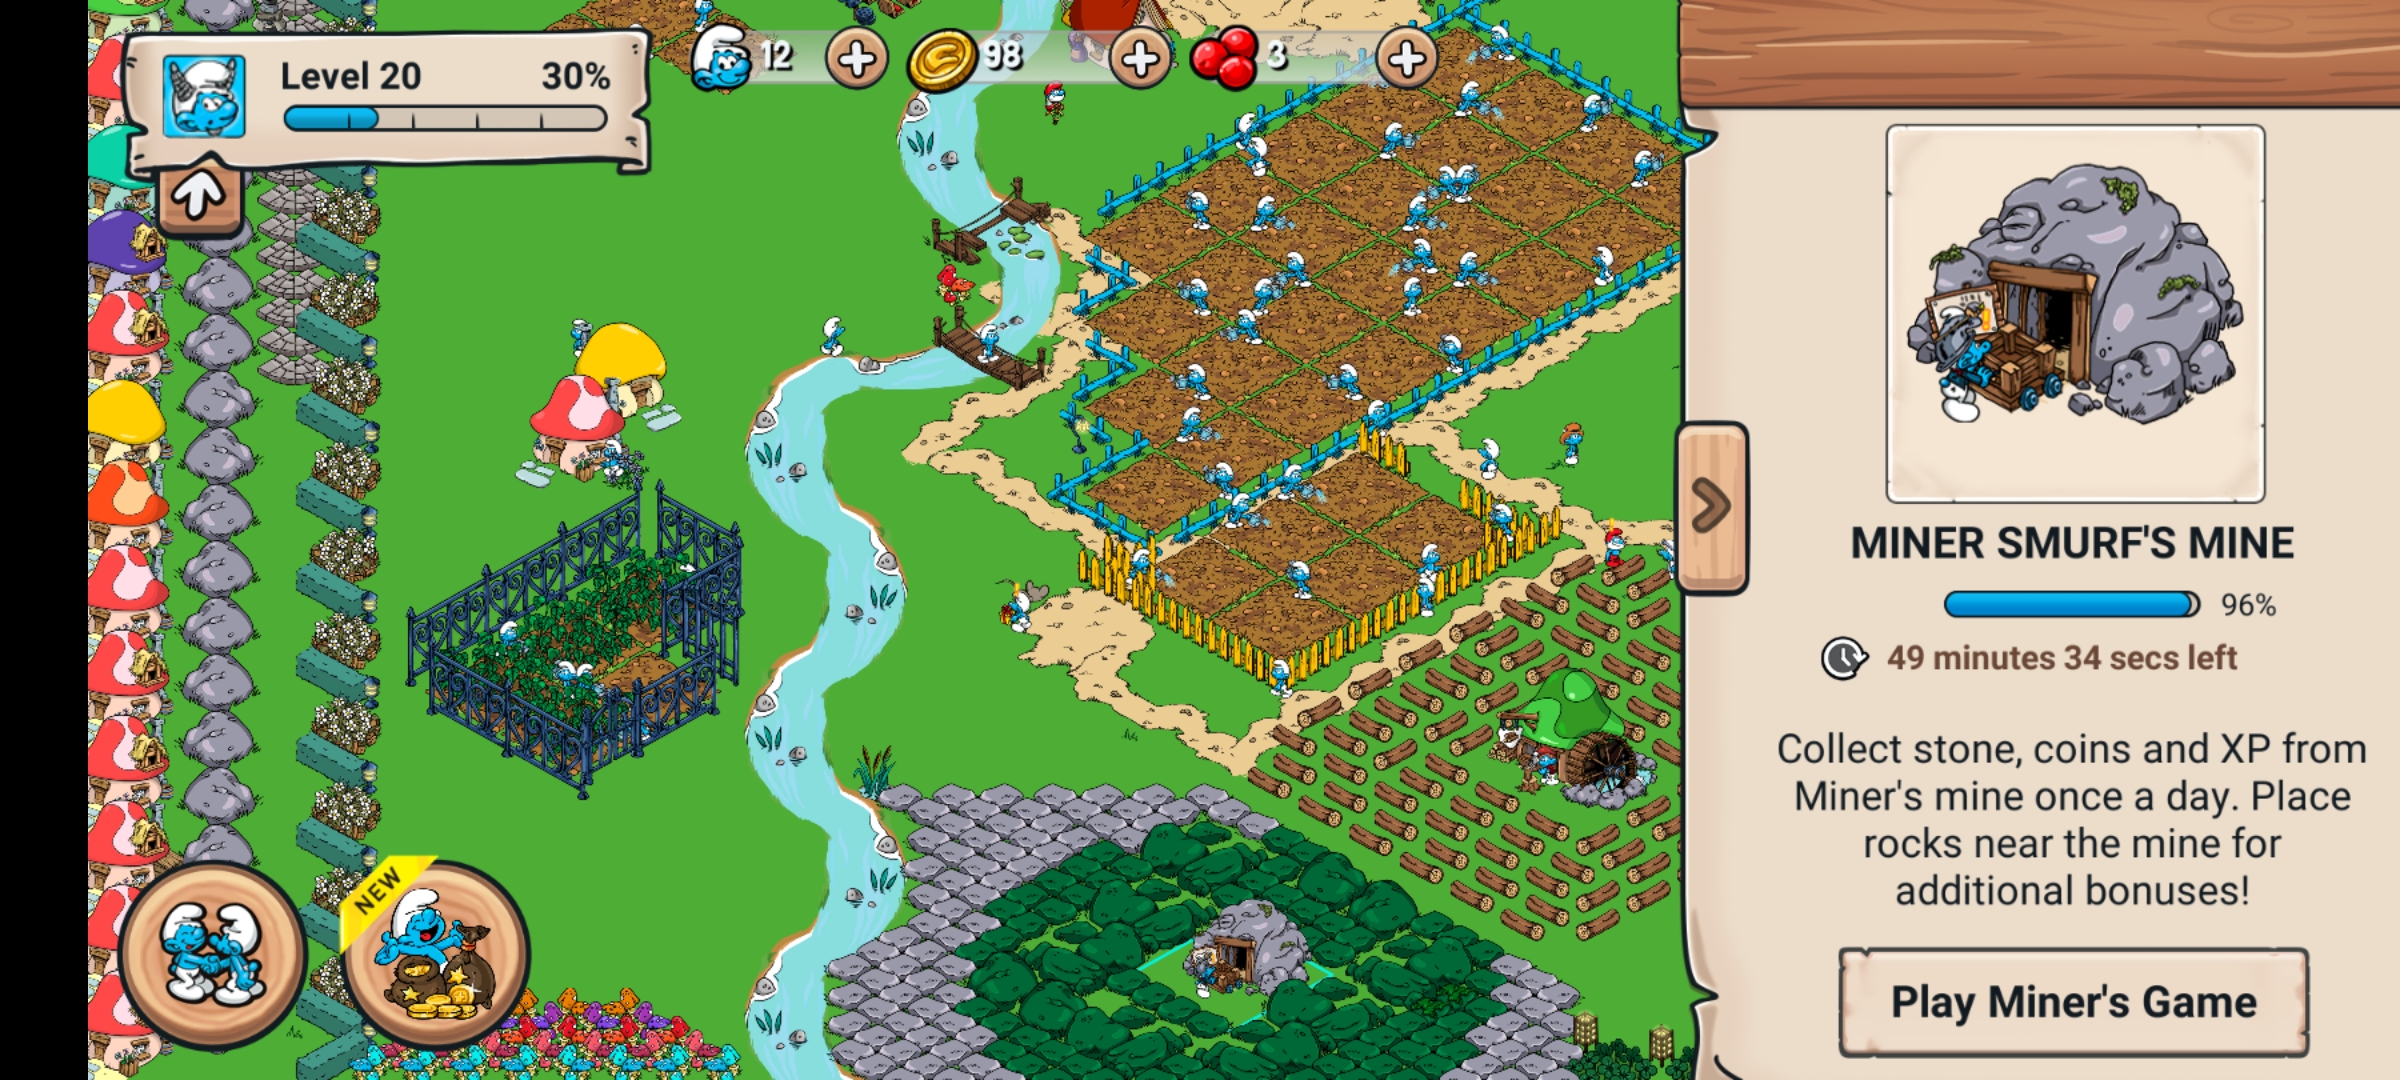 Level 20
30%
12
98
3
MINER SMURF'S MINE
96%
49 minutes 34 secs left
Collect stone, coins and XP from
Miner's mine once a day. Place
rocks near the mine for
additional bonuses!
Play Miner's Game
NEW